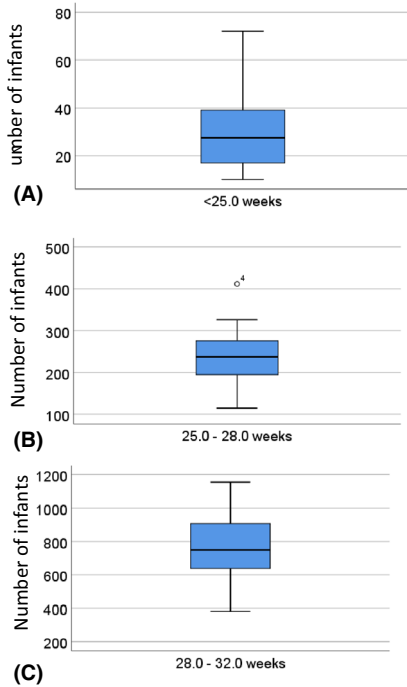 80
60
40
20
umber of infants
<25.0 weeks
(A)
500
400
300
200
100
Number of infants
4
25.0 - 28.0 weeks
(B)
1200
1000
800
600
400
200
Number of infants
28.0 - 32.0 weeks
(C)